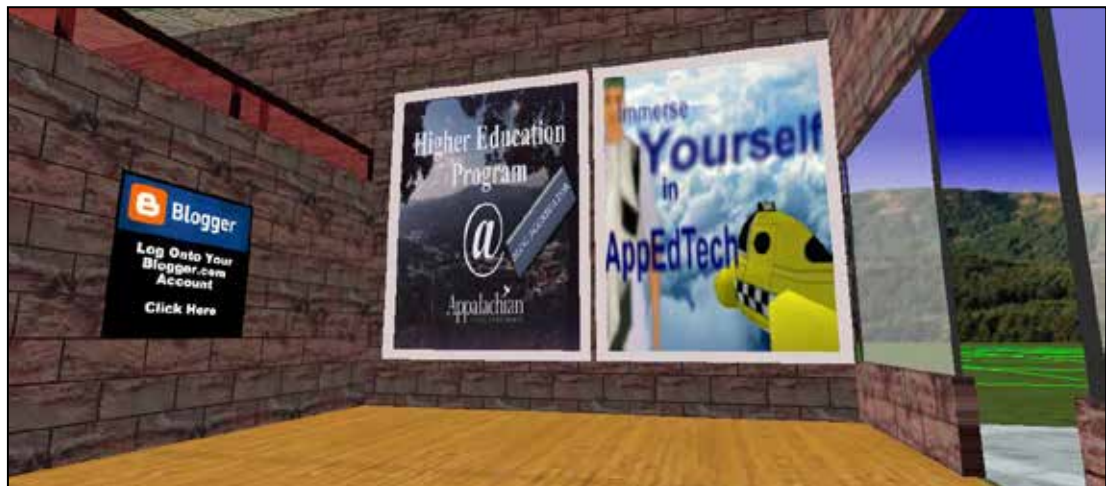 Blogger
Log Onto Your
Blogger.com
Account
Click Here
Higher Education
Program
@
Appalachian
Immerse
Yourself
in
AppEdTech